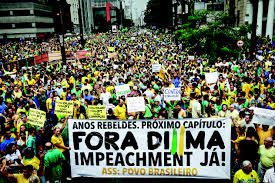 ANOS REBELDES, PRÓXIMO CAPÍTULO:
FORA DILMA
IMPEACHMENT JÁ!
ASS: POVO BRASILEIRO